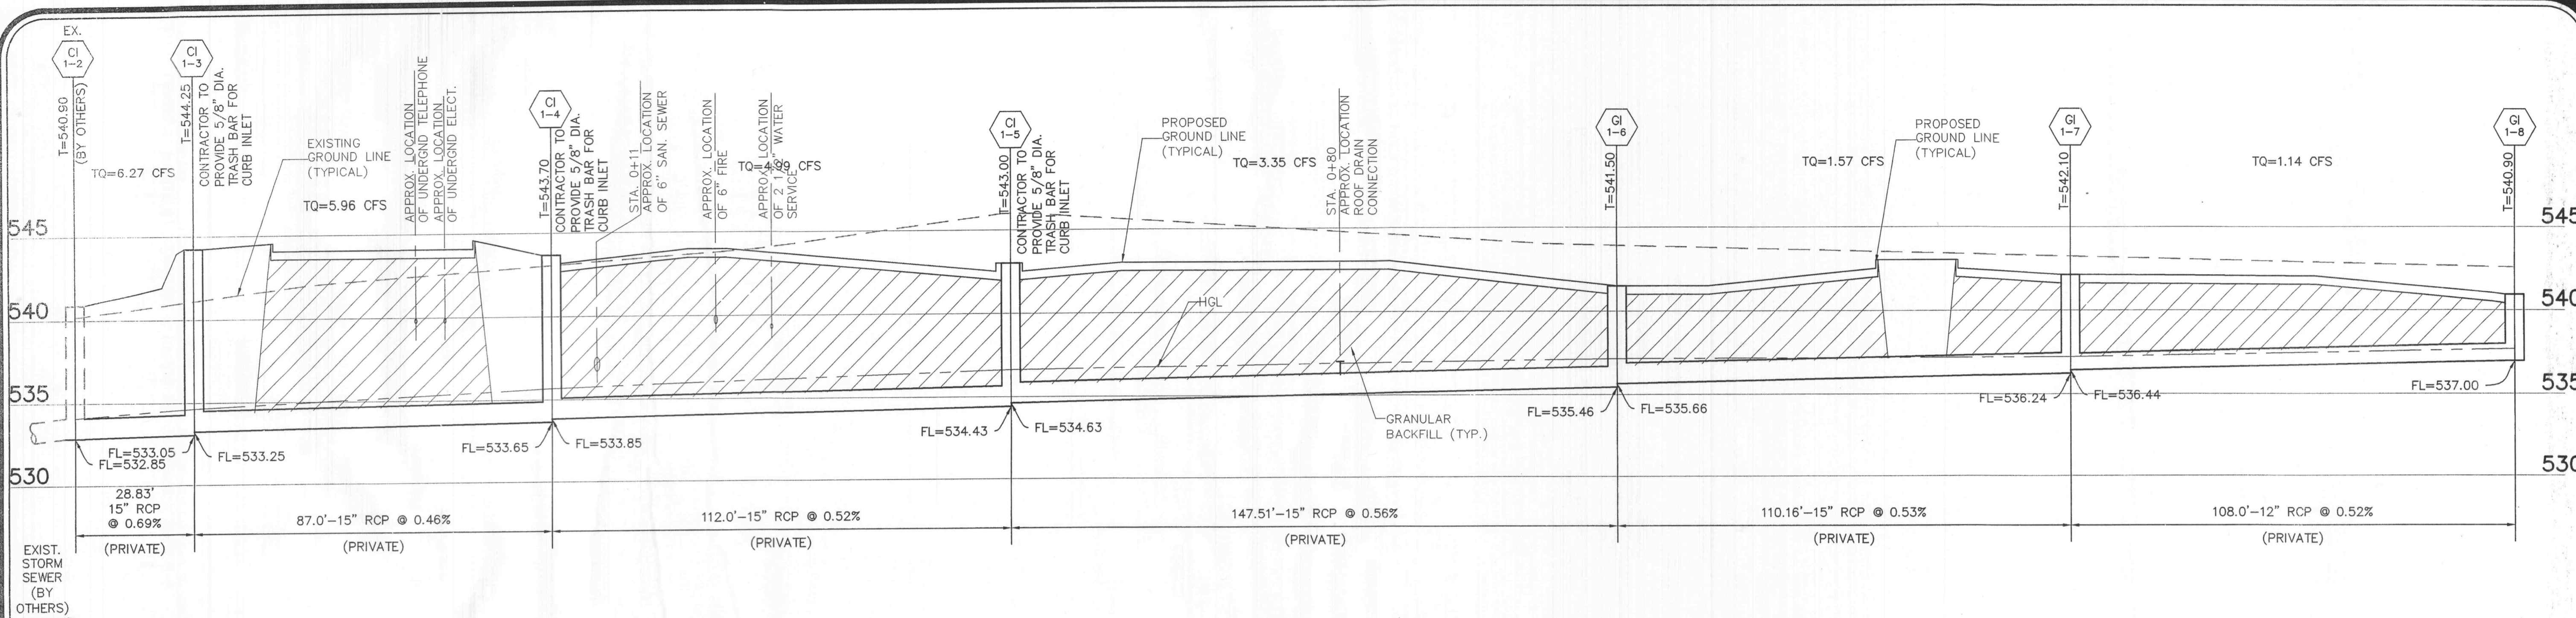 EX.
CI
1-2
T=540.90
(BY OTHERS)
TQ=6.27 CFS
CI
1-3
T=544.25
CONTRACTOR TO
PROVIDE 5/8" DIA.
TRASH BAR FOR
CURB INLET
EXISTING
GROUND LINE
(TYPICAL)
TQ=5.96 CFS
APPROX. LOCATION
OF UNDERGND TELEPHONE
APPROX. LOCATION
OF UNDERGND ELECT.
CI
1-4
T=543.70
CONTRACTOR TO
PROVIDE 5/8" DIA.
TRASH BAR FOR
CURB INLET
STA. 0+11
APPROX. LOCATION
OF 6" SAN. SEWER
APPROX. LOCATION
OF 6" FIRE
TQ=4.99 CFS
APPROX. LOCATION
OF 2 1/2" WATER
SERVICE
CI
1-5
T=543.00
CONTRACTOR TO
PROVIDE 5/8" DIA.
TRASH BAR FOR
CURB INLET
PROPOSED
GROUND LINE
(TYPICAL)
TQ=3.35 CFS
STA. 0+80
APPROX. LOCATION
ROOF DRAIN
CONNECTION
GI
1-6
T=541.50
TQ=1.57 CFS
PROPOSED
GROUND LINE
(TYPICAL)
GI
1-7
T=542.10
TQ=1.14 CFS
GI
1-8
T=540.90
545
545
540
540
HGL
535
535
GRANULAR
BACKFILL (TYP.)
FL=533.05
FL=532.85
FL=533.25
FL=533.65
FL=533.85
FL=534.43
FL=534.63
FL=535.46
FL=535.66
FL=536.24
FL=536.44
FL=537.00
530
530
28.83'
15" RCP
@ 0.69%
(PRIVATE)
87.0'-15" RCP @ 0.46%
(PRIVATE)
112.0'-15" RCP @ 0.52%
(PRIVATE)
147.51'-15" RCP @ 0.56%
(PRIVATE)
110.16'-15" RCP @ 0.53%
(PRIVATE)
108.0'-12" RCP @ 0.52%
(PRIVATE)
EXIST.
STORM
SEWER
(BY
OTHERS)